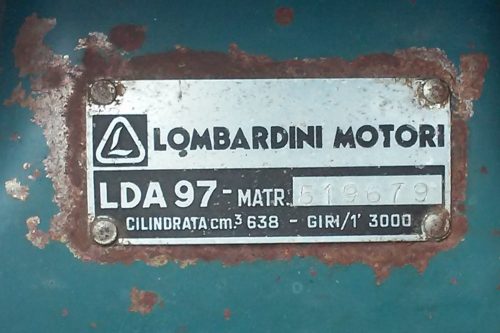 LOMBARDINI MOTORI
LDA 97 - MATR. 519679
CILINDRATA cm.³ 638 - GIRI/1' 3000